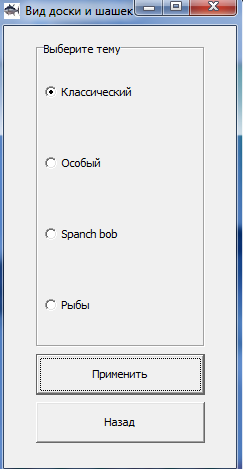 Вид доски и шашек
Выберите тему
Классический
Особый
Spanch bob
Рыбы
Применить
Назад